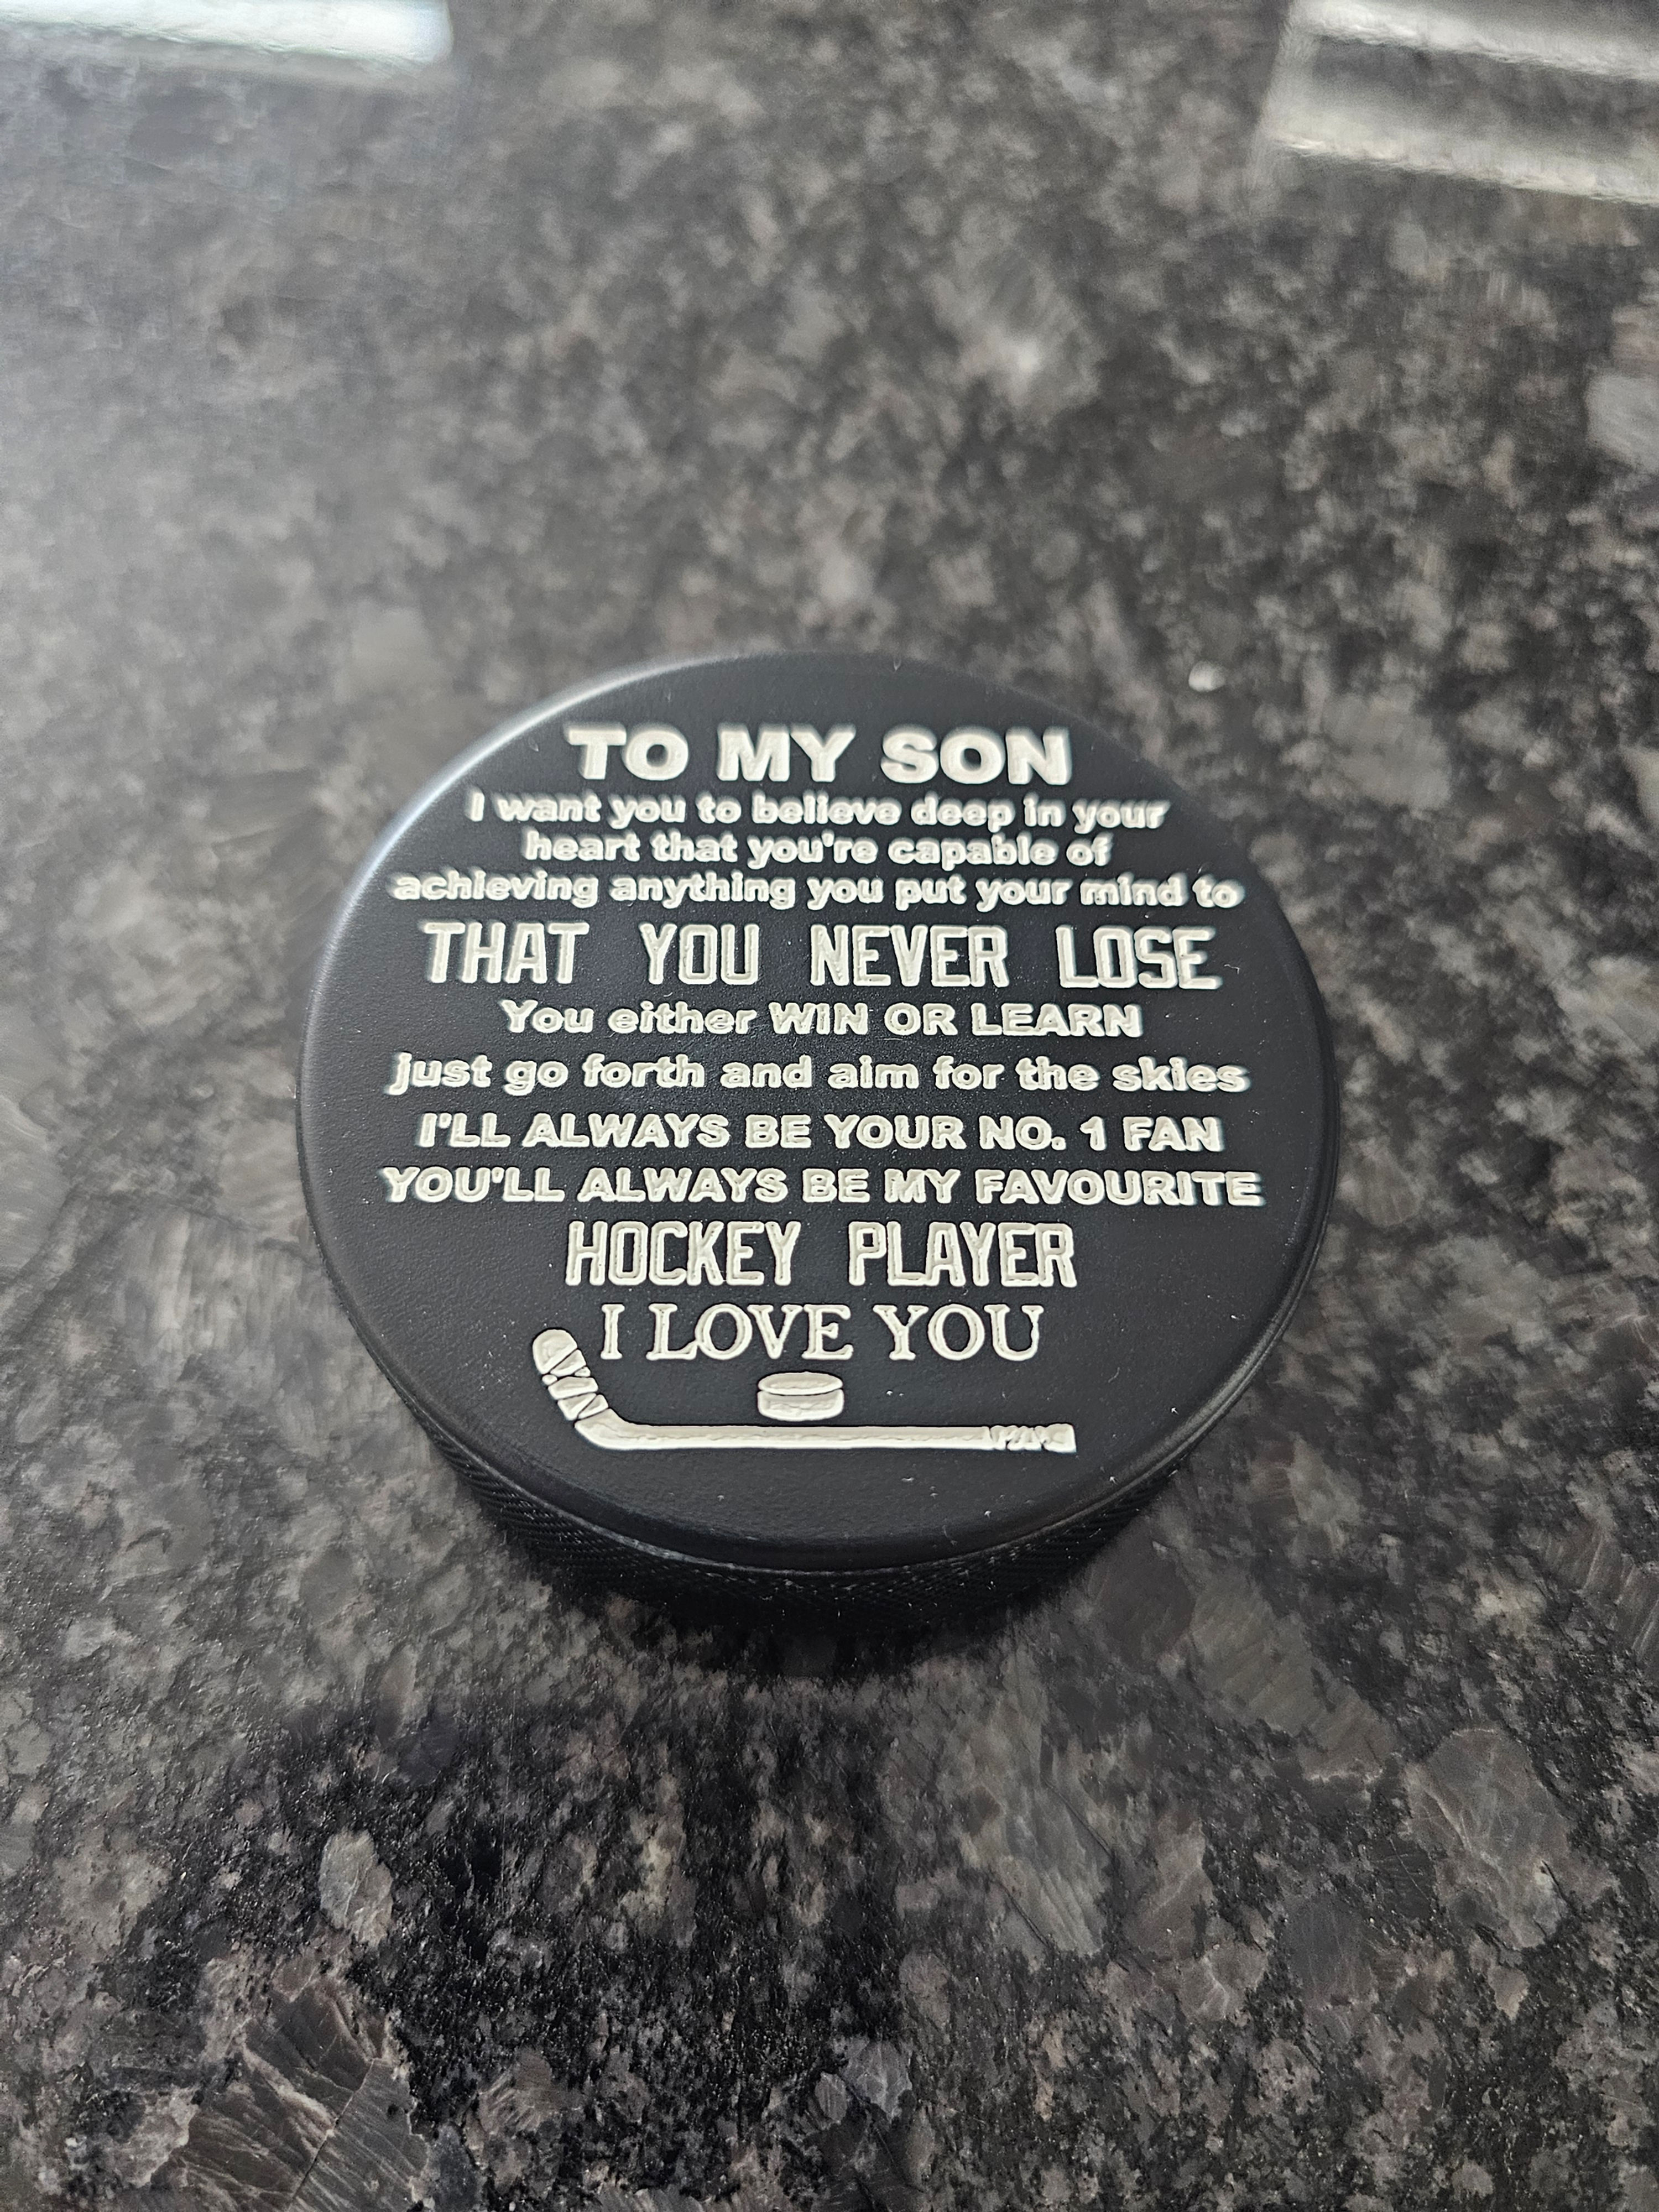 TO MY SON
I want you to believe deep in your
heart that you're capable of
achieving anything you put your mind to
THAT YOU NEVER LOSE
You either WIN OR LEARN
just go forth and aim for the skies
I'LL ALWAYS BE YOUR NO. 1 FAN
YOU'LL ALWAYS BE MY FAVOURITE
HOCKEY PLAYER
I LOVE YOU